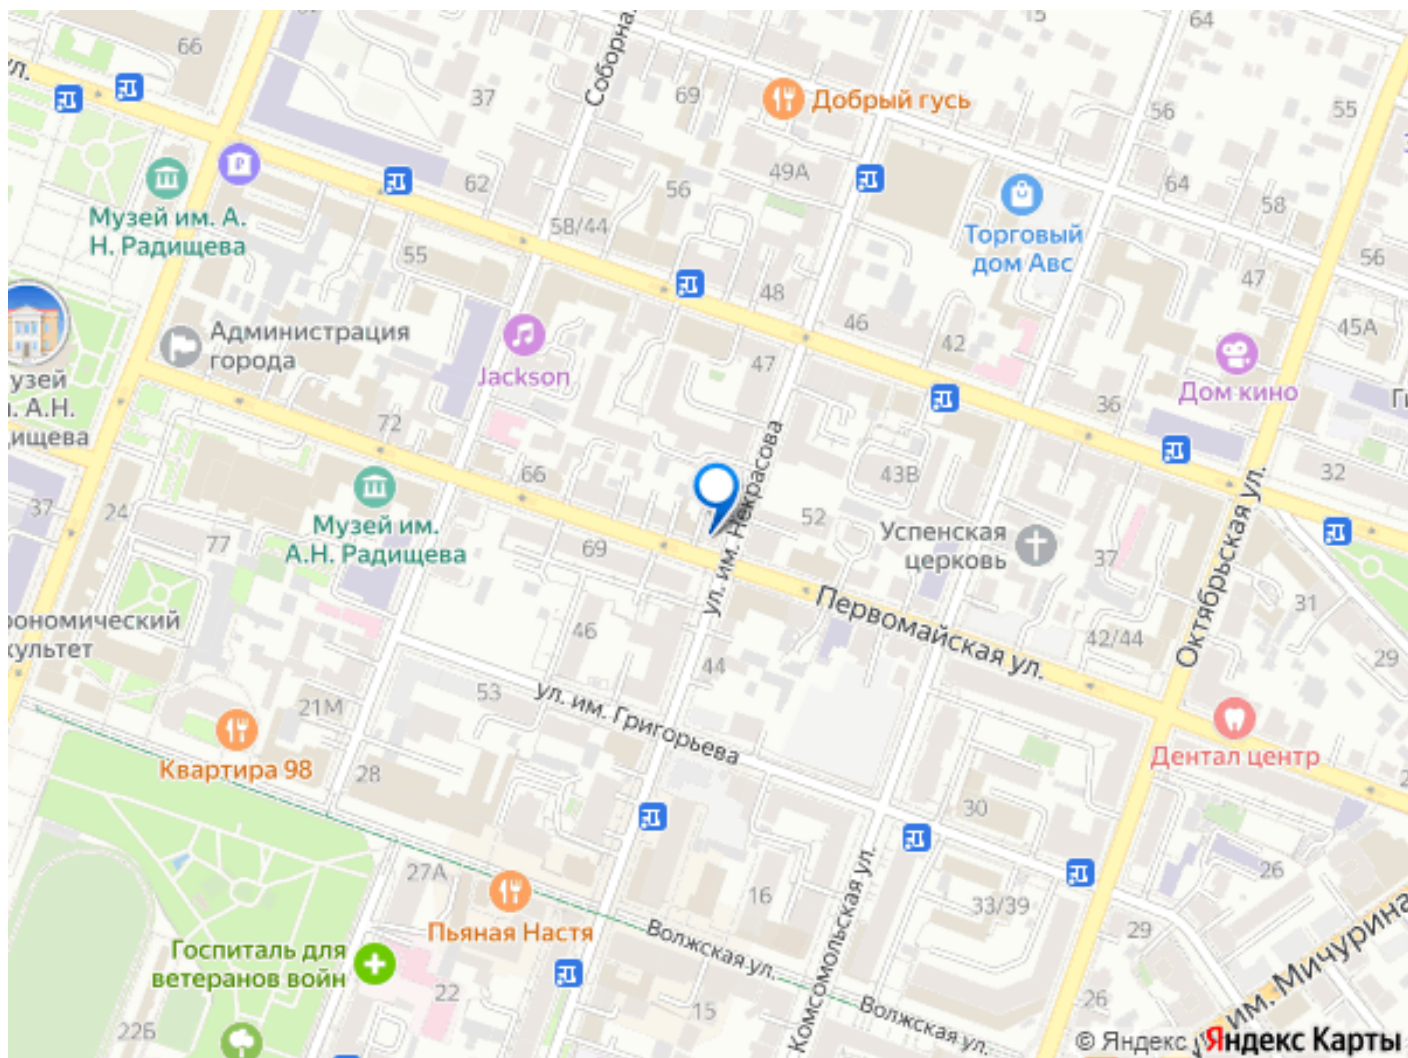 66
ул.
37
Соборна
69
Добрый гусь
15
64
56
55
49А
64
58
56
Музей им. А.
Н. Радищева
62
56
58/44
55
Торговый
дом Авс
47
48
46
42
45А
Администрация
города
Jackson
47
Дом кино
36
узей
А.Н.
ищева
72
66
43В
32
37
24
77
Музей им.
А.Н. Радищева
69
ул. им. Некрасова
52
Успенская
церковь
37
Октябрьская ул.
31
Первомайская ул.
42/44
29
ономический
культет
46
44
21М
53
ул. им. Григорьева
Квартира 98
28
Дентал центр
30
27А
16
33/39
26
29
Пьяная Настя
Волжская ул.
Комсомольская ул.
Госпиталь для
ветеранов войн
22
15
Волжская ул.
26
им. Мичурина
22Б
© Яндекс Яндекс Карты